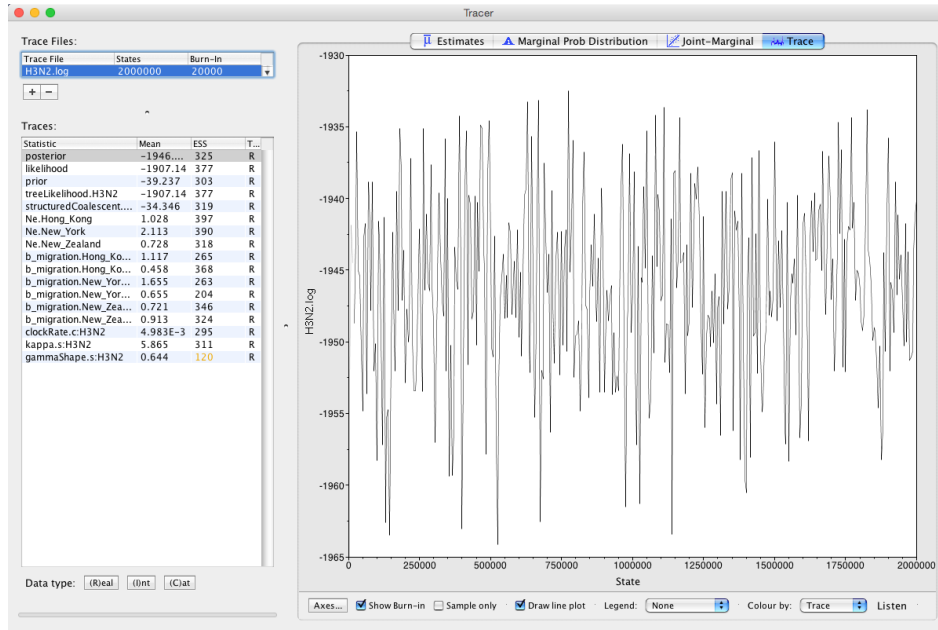 Tracer
Trace Files:
Trace File States Burn-In
H3N2.log 2000000 20000
+ −
Traces:
Statistic Mean ESS T...
posterior −1946.... 325 R
likelihood −1907.14 377 R
prior −39.237 303 R
treeLikelihood.H3N2 −1907.14 377 R
structuredCoalescent.... −34.346 319 R
Ne.Hong_Kong 1.028 397 R
Ne.New_York 2.113 390 R
Ne.New_Zealand 0.728 318 R
b_migration.Hong_Ko... 1.117 265 R
b_migration.Hong_Ko... 0.458 368 R
b_migration.New_Yor... 1.655 263 R
b_migration.New_Yor... 0.655 204 R
b_migration.New_Zea... 0.721 346 R
b_migration.New_Zea... 0.913 324 R
clockRate.c:H3N2 4.983E−3 295 R
kappa.s:H3N2 5.865 311 R
gammaShape.s:H3N2 0.644 120 R
Data type: (R)eal (I)nt (C)at
μ Estimates Marginal Prob Distribution Joint-Marginal Trace
-1930
-1935
-1940
-1945
-1950
-1955
-1960
-1965
H3N2.log
0 250000 500000 750000 1000000 1250000 1500000 1750000 2000000
State
Axes... Show Burn-in Sample only Draw line plot Legend: None Colour by: Trace Listen